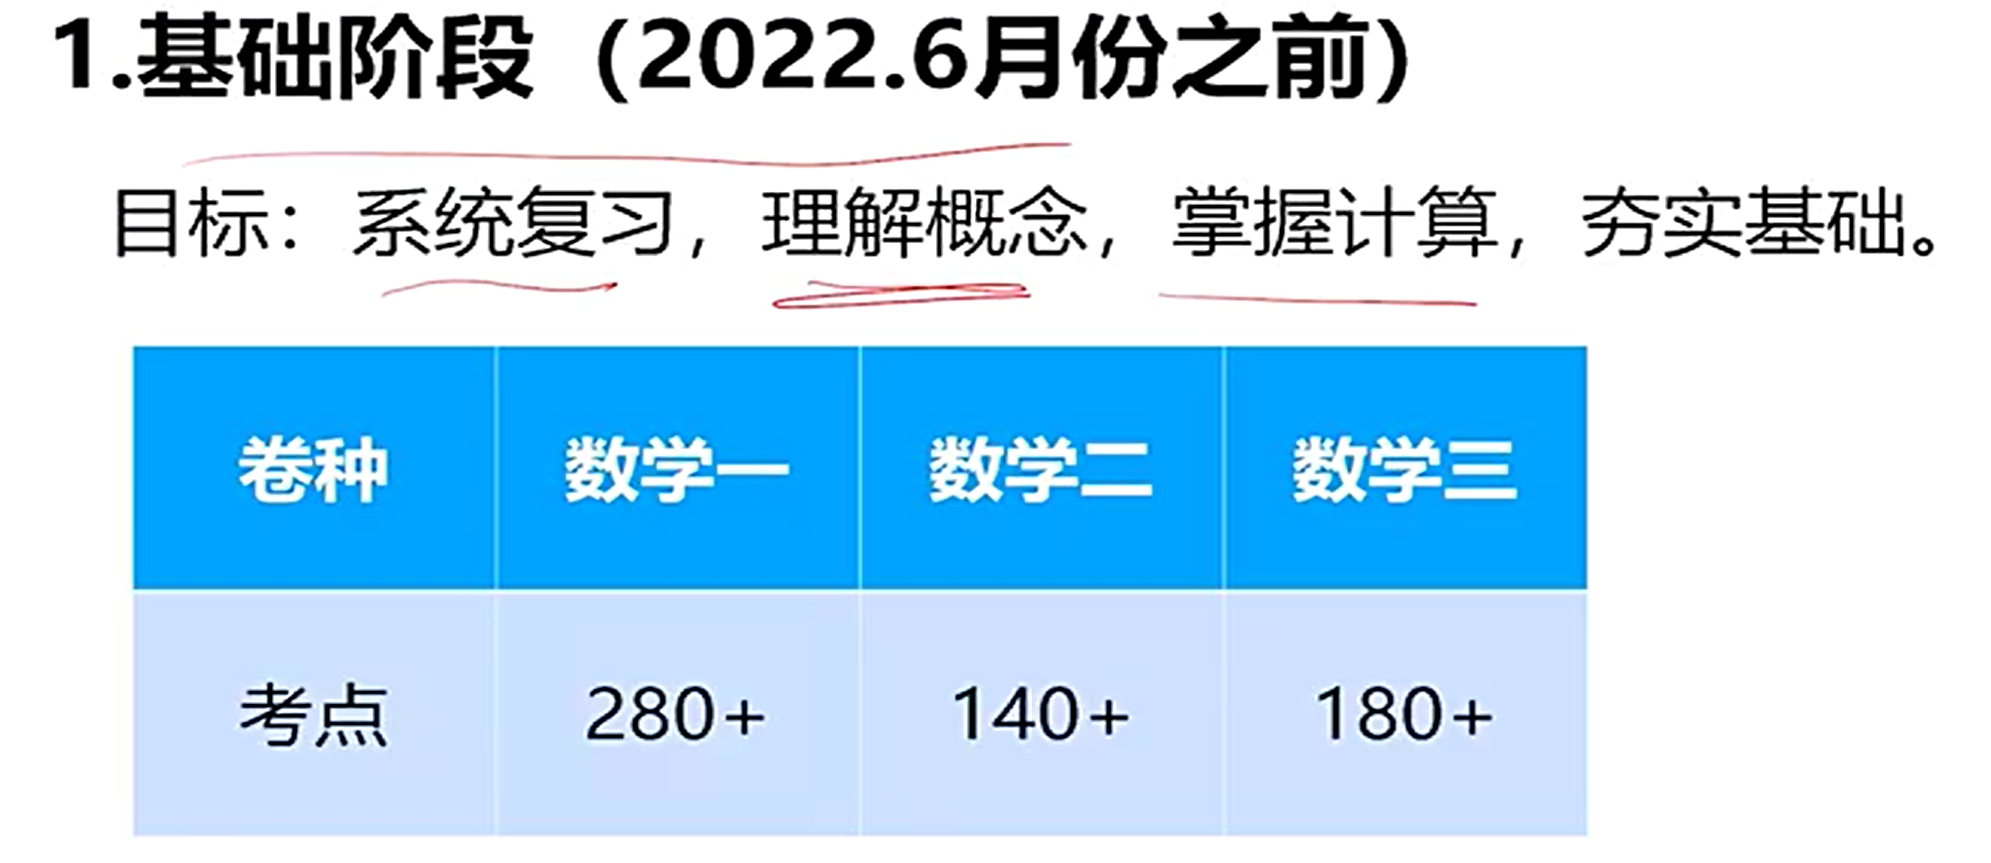 1.基础阶段（2022.6月份之前）
目标：系统复习，理解概念，掌握计算，夯实基础。
卷种 数学一 数学二 数学三
考点 280+ 140+ 180+